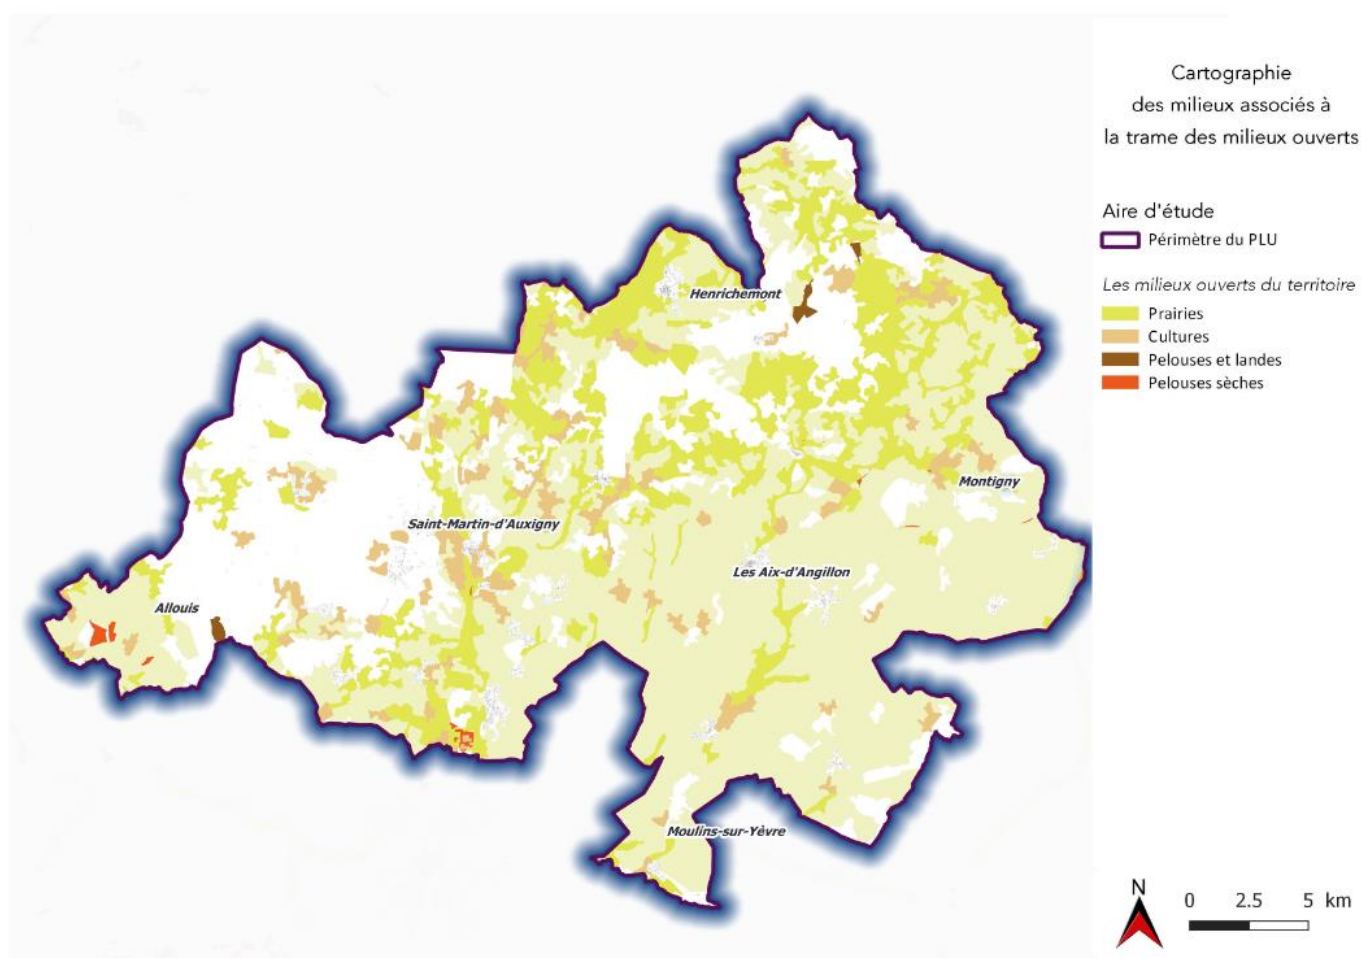 Cartographie
des milieux associés à
la trame des milieux ouverts
Aire d'étude
Périmètre du PLU
Les milieux ouverts du territoire
Prairies
Cultures
Pelouses et landes
Pelouses sèches
Henrichemont
Montigny
Saint-Martin-d'Auxigny
Les Aix-d'Angillon
Allouis
Moulins-sur-Yèvre
N
0 2.5 5 km